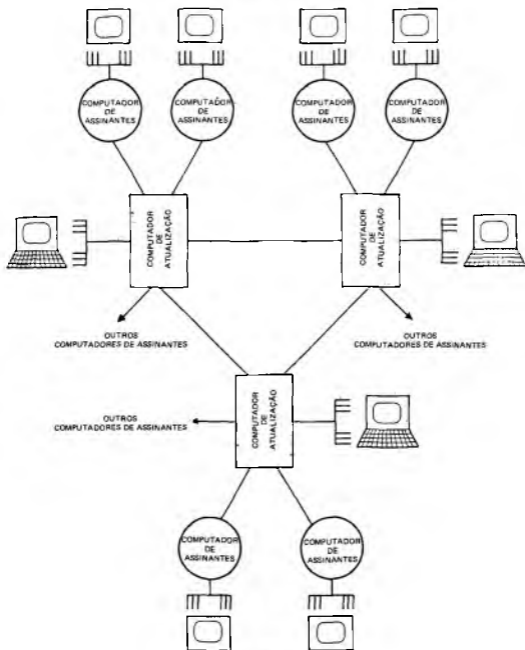 COMPUTADOR
DE
ASSINANTES
COMPUTADOR
DE
ASSINANTES
COMPUTADOR
DE
ASSINANTES
COMPUTADOR
DE
ASSINANTES
COMPUTADOR
DE
ATUALIZAÇÃO
COMPUTADOR
DE
ATUALIZAÇÃO
OUTROS
COMPUTADORES DE ASSINANTES
OUTROS
COMPUTADORES DE ASSINANTES
OUTROS
COMPUTADORES DE ASSINANTES
COMPUTADOR
DE
ATUALIZAÇÃO
COMPUTADOR
DE
ASSINANTES
COMPUTADOR
DE
ASSINANTES